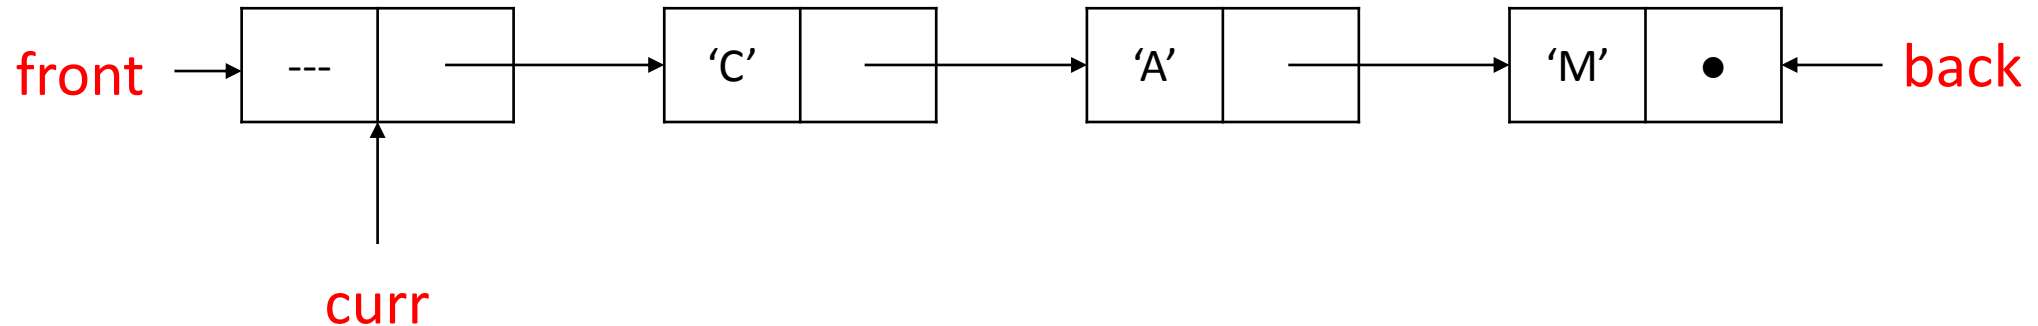 front --- ‘C’ ‘A’ ‘M’ • back
curr